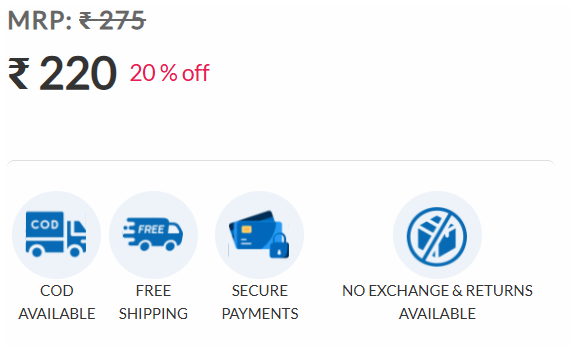 MRP: ₹ 275
₹ 220 20 % off
COD FREE
COD FREE SECURE NO EXCHANGE & RETURNS
AVAILABLE SHIPPING PAYMENTS AVAILABLE